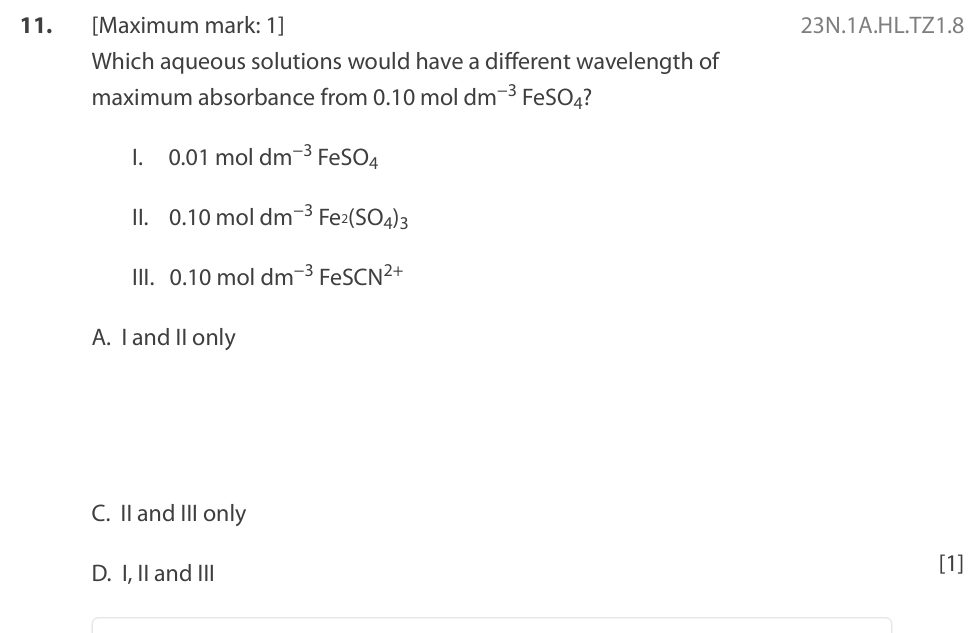 11. [Maximum mark: 1] 23N.1A.HL.TZ1.8
Which aqueous solutions would have a different wavelength of
maximum absorbance from 0.10 mol dm⁻³ FeSO₄?
I. 0.01 mol dm⁻³ FeSO₄
II. 0.10 mol dm⁻³ Fe₂(SO₄)₃
III. 0.10 mol dm⁻³ FeSCN²⁺
A. I and II only
C. II and III only
D. I, II and III
[1]